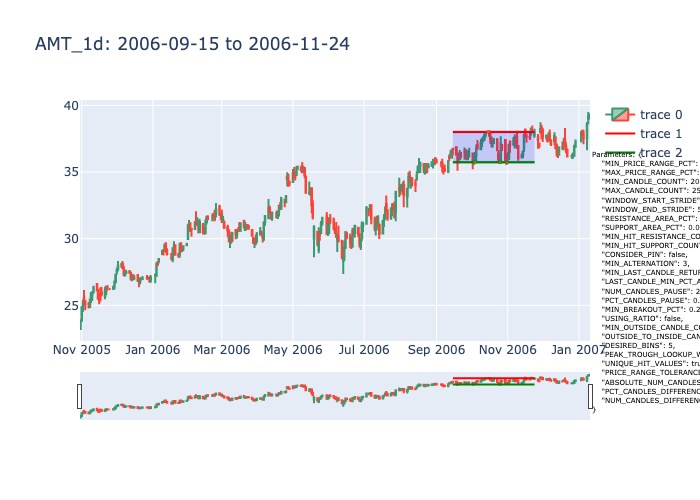 AMT_1d: 2006-09-15 to 2006-11-24
40
35
30
25
Nov 2005 Jan 2006 Mar 2006 May 2006 Jul 2006 Sep 2006 Nov 2006 Jan 2007
trace 0
trace 1
trace 2
Parameters: {
"MIN_PRICE_RANGE_PCT":
"MAX_PRICE_RANGE_PCT":
"MIN_CANDLE_COUNT": 20
"MAX_CANDLE_COUNT": 25
"WINDOW_START_STRIDE"
"WINDOW_END_STRIDE": 5
"RESISTANCE_AREA_PCT":
"SUPPORT_AREA_PCT": 0.0
"MIN_HIT_RESISTANCE_CO
"MIN_HIT_SUPPORT_COUN
"CONSIDER_PIN": false,
"MIN_ALTERNATION": 3,
"MIN_LAST_CANDLE_RETUR
"LAST_CANDLE_MIN_PCT_A
"NUM_CANDLES_PAUSE": 2
"PCT_CANDLES_PAUSE": 0.
"MIN_BREAKOUT_PCT": 0.2
"USING_RATIO": false,
"MIN_OUTSIDE_CANDLE_C
"OUTSIDE_TO_INSIDE_CAN
"DESIRED_BINS": 5,
"PEAK_TROUGH_LOOKUP_W
"UNIQUE_HIT_VALUES": tru
"PRICE_RANGE_TOLERANC
"ABSOLUTE_NUM_CANDLES
"PCT_CANDLES_DIFFERENC
"NUM_CANDLES_DIFFEREN
}